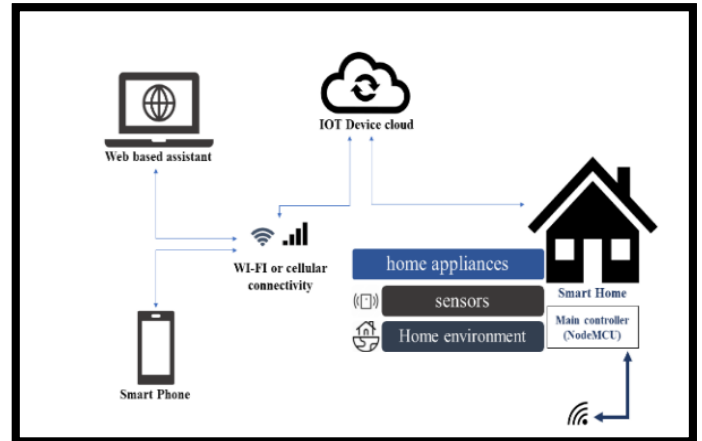 IOT Device cloud
Web based assistant
WI-FI or cellular
connectivity
home appliances
sensors
Home environment
Smart Home
Main controller
(NodeMCU)
Smart Phone